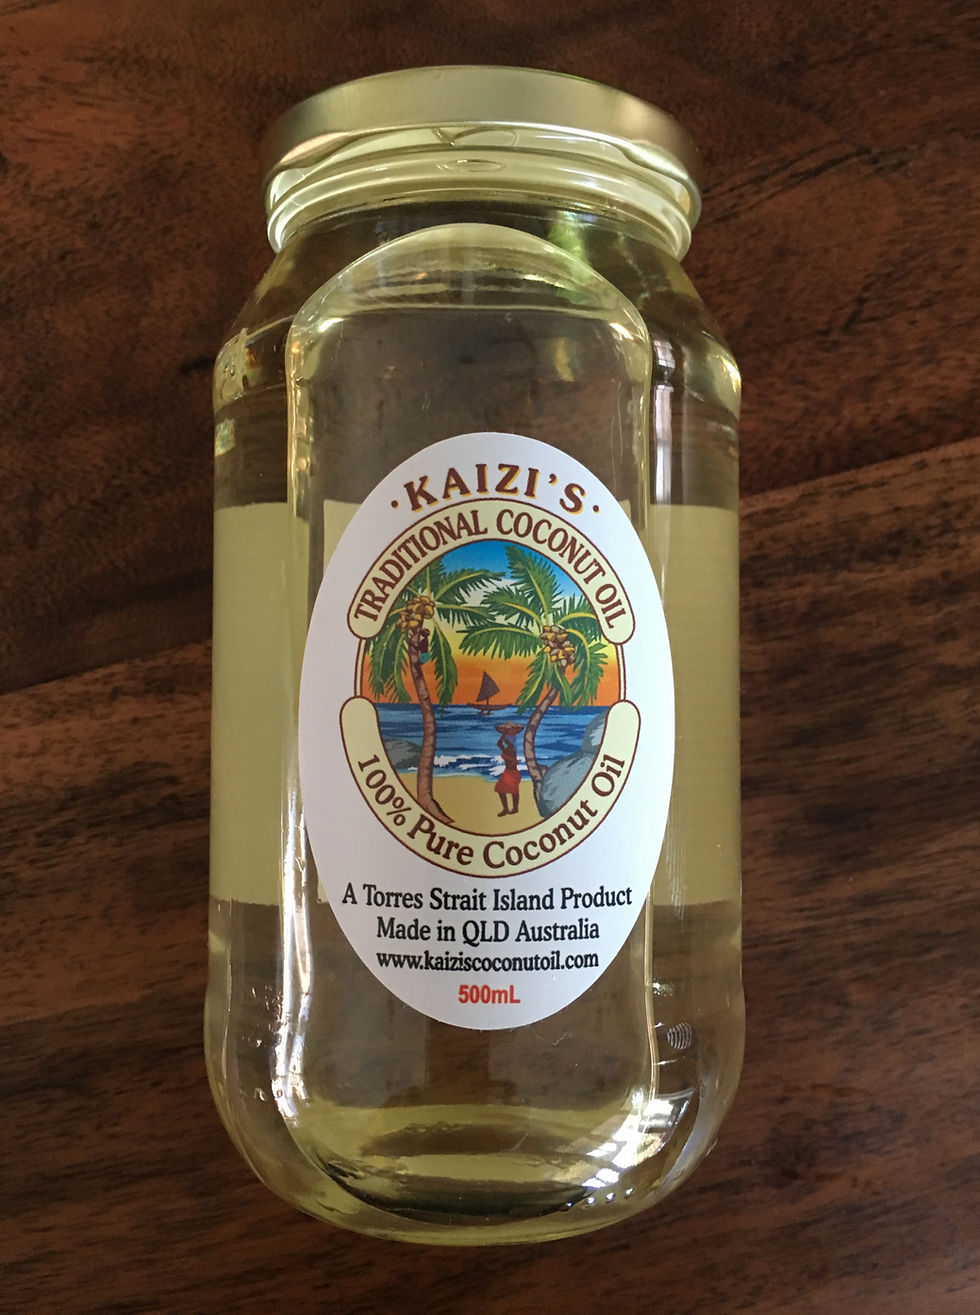 ·KAIZI'S·
TRADITIONAL COCONUT OIL
100% Pure Coconut Oil
A Torres Strait Island Product
Made in QLD Australia
www.kaiziscoconutoil.com
500mL